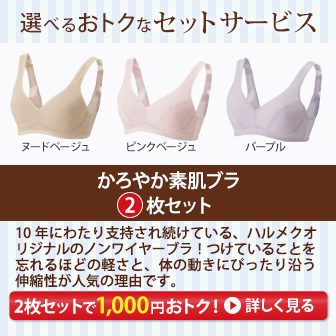 選べるおトクなセットサービス
ヌードベージュ ピンクベージュ パープル
かろやか素肌ブラ
2枚セット
10年にわたり支持され続けている、ハルメクオ
リジナルのノンワイヤーブラ！つけていることを
忘れるほどの軽さと、体の動きにぴったり沿う
伸縮性が人気の理由です。
2枚セットで1,000円おトク！ 詳しく見る